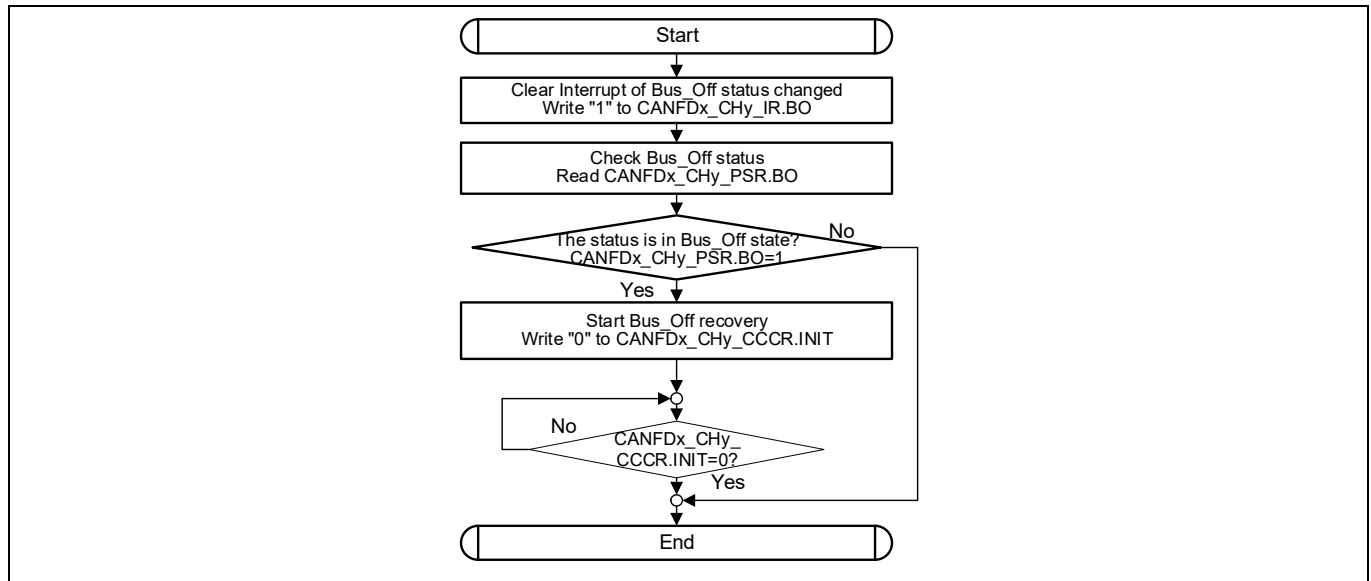 Start
Clear Interrupt of Bus_Off status changed
Write "1" to CANFDx_CHy_IR.BO
Check Bus_Off status
Read CANFDx_CHy_PSR.BO
The status is in Bus_Off state?
CANFDx_CHy_PSR.BO=1
No
Yes
Start Bus_Off recovery
Write "0" to CANFDx_CHy_CCCR.INIT
No
CANFDx_CHy_
CCCR.INIT=0?
Yes
End